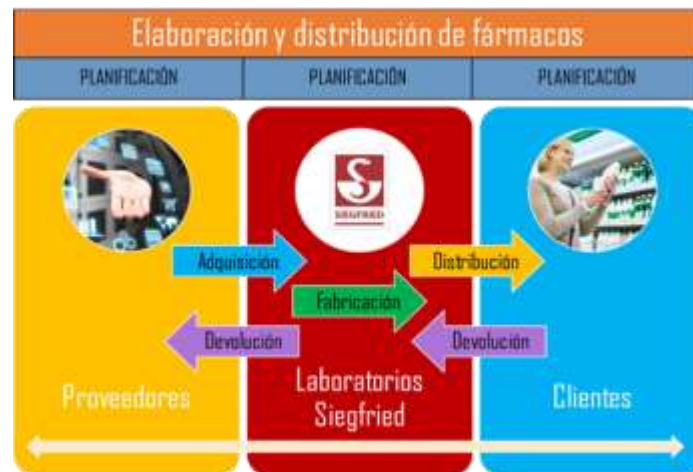 Elaboración y distribución de fármacos
PLANIFICACIÓN
PLANIFICACIÓN
PLANIFICACIÓN
SIEGFRIED
Adquisición
Distribución
Fabricación
Devolución
Devolución
Proveedores
Laboratorios
Siegfried
Clientes